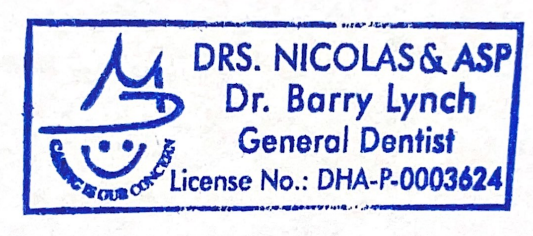 DRS. NICOLAS & ASP
Dr. Barry Lynch
General Dentist
License No.: DHA-P-0003624
CARING IS OUR CONCERN